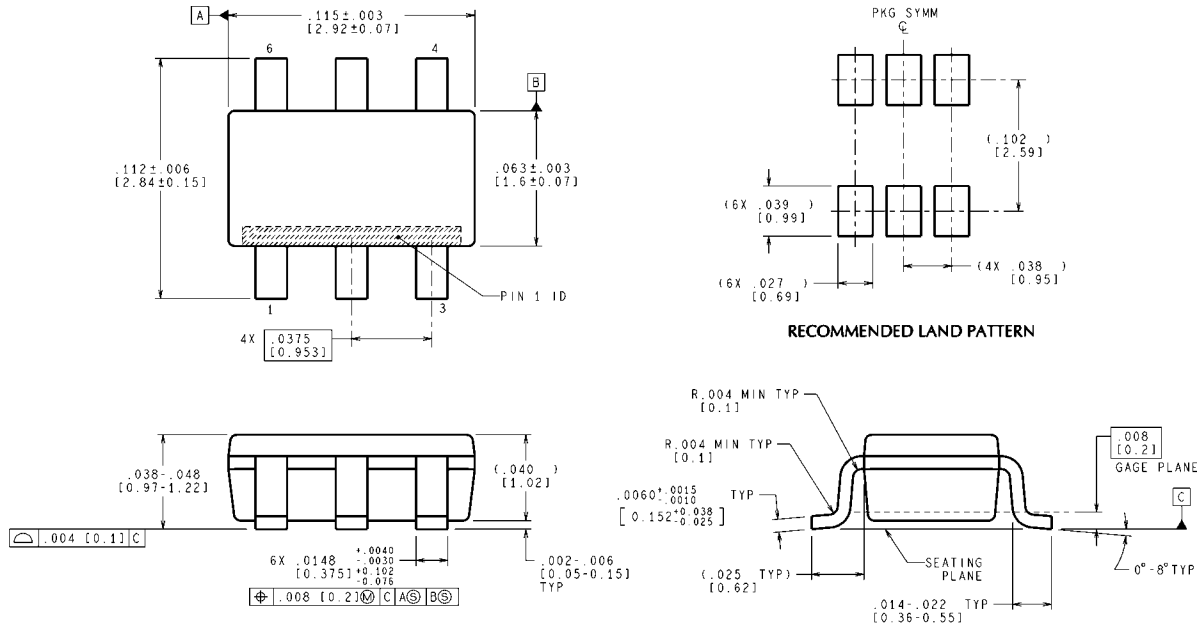 A
.115±.003
[2.92±0.07]
6
4
B
.112±.006
[2.84±0.15]
.063±.003
[1.6±0.07]
1
3
PIN 1 ID
4X .0375
[0.953]
PKG SYMM
℄
(.102 )
[2.59]
(6X .039 )
[0.99]
(6X .027 )
[0.69]
(4X .038 )
[0.95]
RECOMMENDED LAND PATTERN
.038-.048
[0.97-1.22]
(.040 )
[1.02]
⌓ .004 [0.1] C
6X .0148 +.0040 -.0030
[0.375] +0.102 -0.076
⌖ .008 [0.2]Ⓜ C AⓈ BⓈ
.002-.006
[0.05-0.15]
TYP
R.004 MIN TYP
[0.1]
R.004 MIN TYP
[0.1]
.008
[0.2]
GAGE PLANE
C
.0060 +.0015 -.0010 TYP
[0.152 +0.038 -0.025]
(.025 TYP)
[0.62]
SEATING
PLANE
0°-8° TYP
.014-.022 TYP
[0.36-0.55]